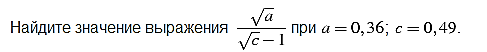 Найдите значение выражения √a / (√c − 1) при a = 0,36; c = 0,49.